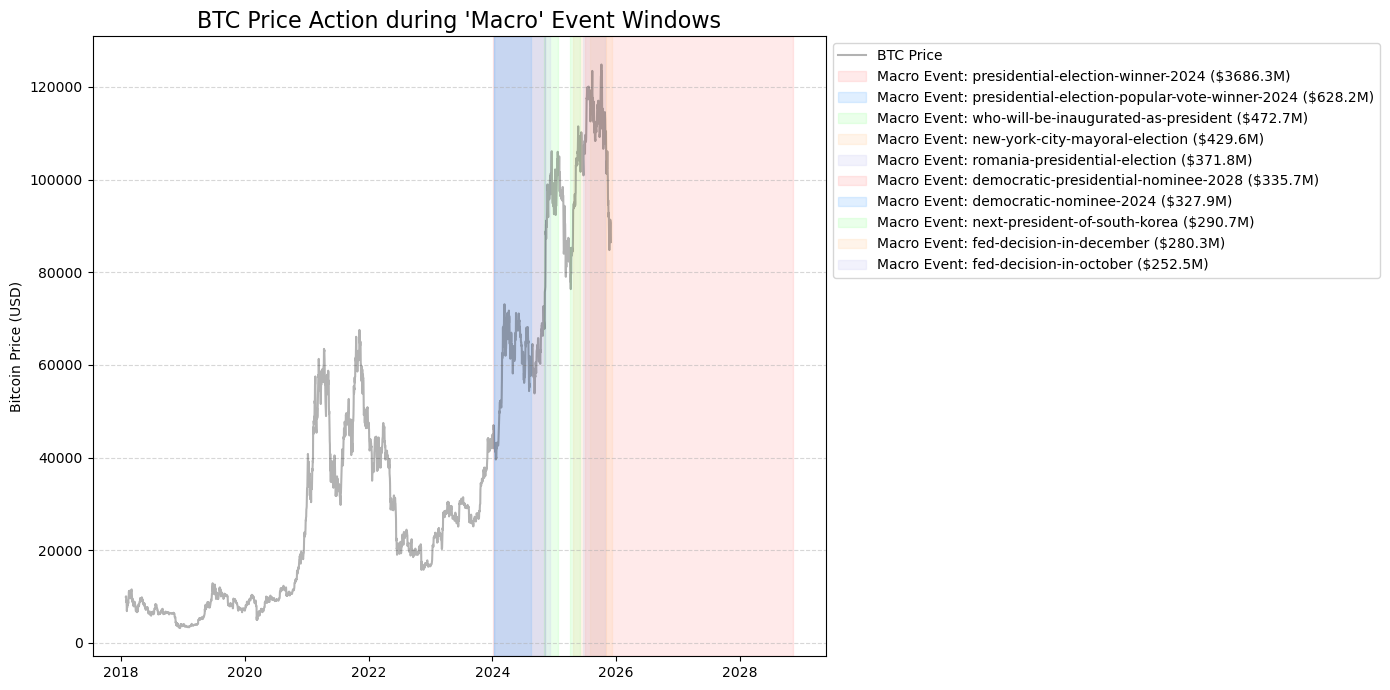 BTC Price Action during 'Macro' Event Windows
Bitcoin Price (USD)
120000
100000
80000
60000
40000
20000
0
2018 2020 2022 2024 2026 2028
BTC Price
Macro Event: presidential-election-winner-2024 ($3686.3M)
Macro Event: presidential-election-popular-vote-winner-2024 ($628.2M)
Macro Event: who-will-be-inaugurated-as-president ($472.7M)
Macro Event: new-york-city-mayoral-election ($429.6M)
Macro Event: romania-presidential-election ($371.8M)
Macro Event: democratic-presidential-nominee-2028 ($335.7M)
Macro Event: democratic-nominee-2024 ($327.9M)
Macro Event: next-president-of-south-korea ($290.7M)
Macro Event: fed-decision-in-december ($280.3M)
Macro Event: fed-decision-in-october ($252.5M)